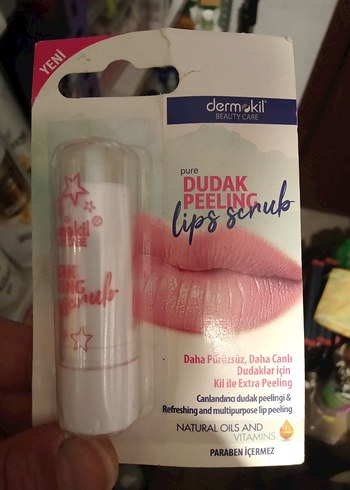 YENİ
dermokil
BEAUTY CARE
pure
DUDAK
PEELING
lips scrub
Daha Pürüzsüz, Daha Canlı
Dudaklar için
Kil ile Extra Peeling
Canlandırıcı dudak peelingi &
Refreshing and multipurpose lip peeling
NATURAL OILS AND
VITAMINS
PARABEN İÇERMEZ